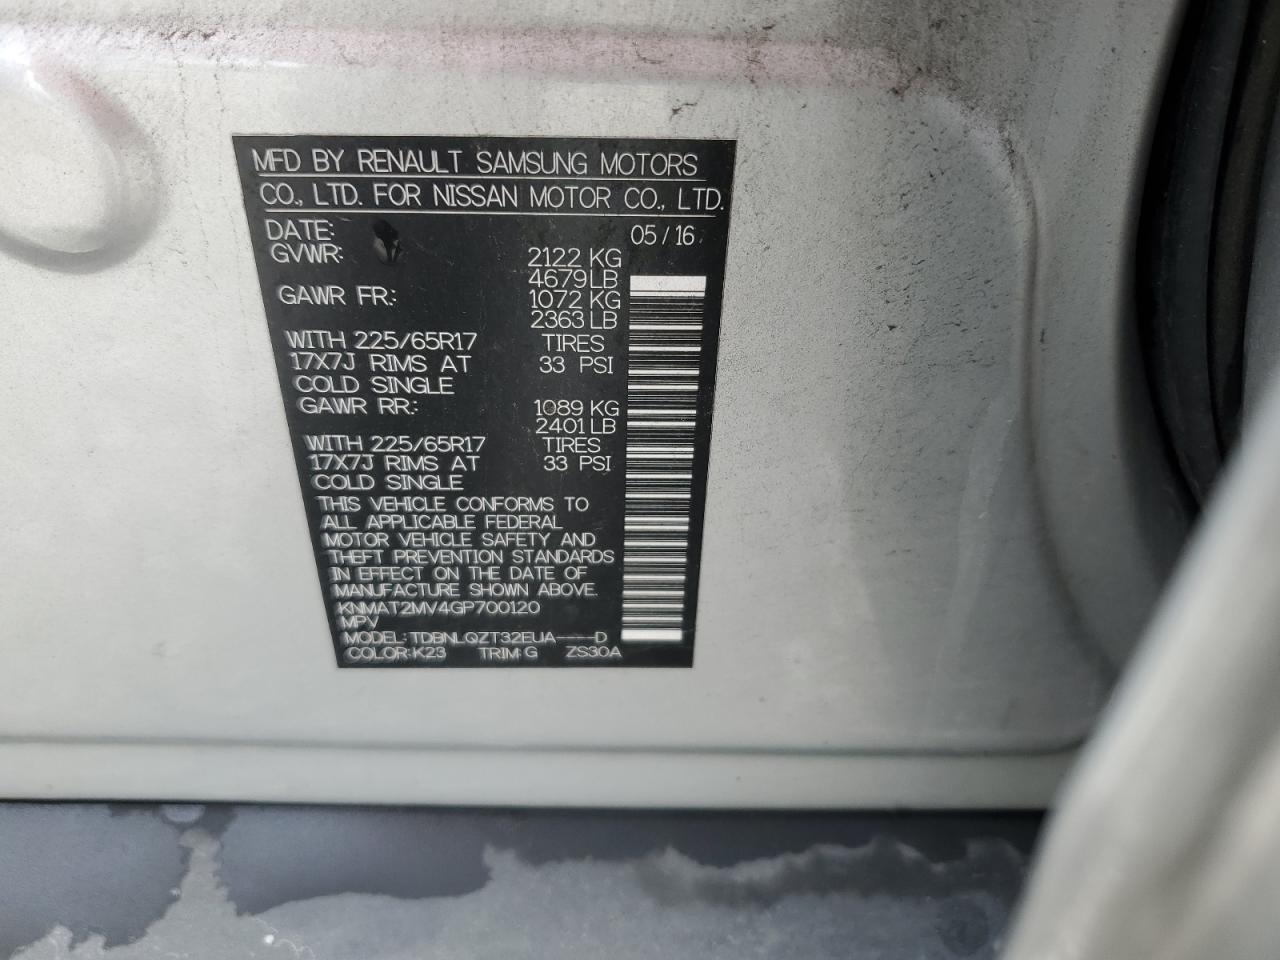 MFD BY RENAULT SAMSUNG MOTORS
CO., LTD. FOR NISSAN MOTOR CO., LTD.
DATE: 05/16
GVWR: 2122 KG
4679 LB
GAWR FR: 1072 KG
2363 LB
WITH 225/65R17 TIRES
17X7J RIMS AT 33 PSI
COLD SINGLE
GAWR RR: 1089 KG
2401 LB
WITH 225/65R17 TIRES
17X7J RIMS AT 33 PSI
COLD SINGLE
THIS VEHICLE CONFORMS TO
ALL APPLICABLE FEDERAL
MOTOR VEHICLE SAFETY AND
THEFT PREVENTION STANDARDS
IN EFFECT ON THE DATE OF
MANUFACTURE SHOWN ABOVE.
KNMAT2MV4GP700120
MPV
MODEL: TDBNLQZT32EUA----D
COLOR: K23 TRIM: G ZS30A